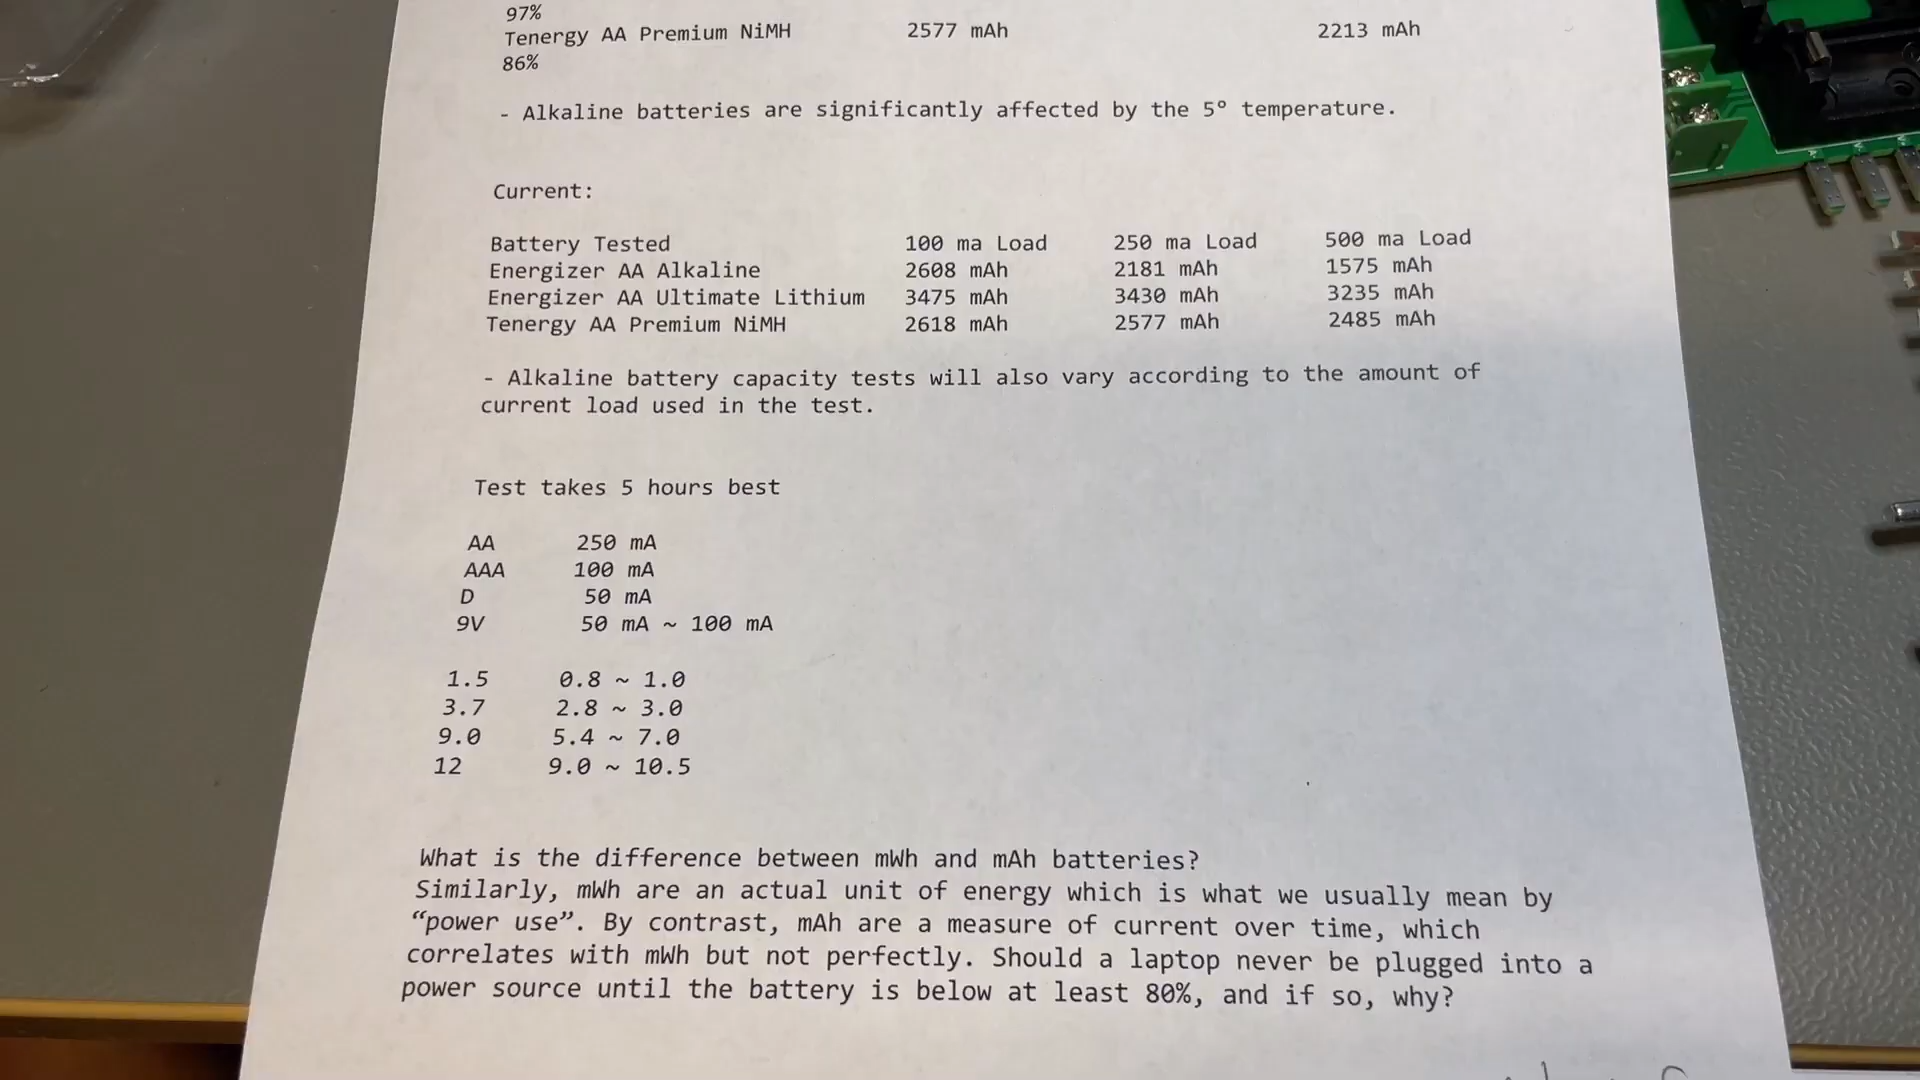 97%
Tenergy AA Premium NiMH 2577 mAh 2213 mAh
86%
- Alkaline batteries are significantly affected by the 5° temperature.
Current:
Battery Tested 100 ma Load 250 ma Load 500 ma Load
Energizer AA Alkaline 2608 mAh 2181 mAh 1575 mAh
Energizer AA Ultimate Lithium 3475 mAh 3430 mAh 3235 mAh
Tenergy AA Premium NiMH 2618 mAh 2577 mAh 2485 mAh
- Alkaline battery capacity tests will also vary according to the amount of
current load used in the test.
Test takes 5 hours best
AA 250 mA
AAA 100 mA
D 50 mA
9V 50 mA ~ 100 mA
1.5 0.8 ~ 1.0
3.7 2.8 ~ 3.0
9.0 5.4 ~ 7.0
12 9.0 ~ 10.5
What is the difference between mWh and mAh batteries?
Similarly, mWh are an actual unit of energy which is what we usually mean by
“power use”. By contrast, mAh are a measure of current over time, which
correlates with mWh but not perfectly. Should a laptop never be plugged into a
power source until the battery is below at least 80%, and if so, why?